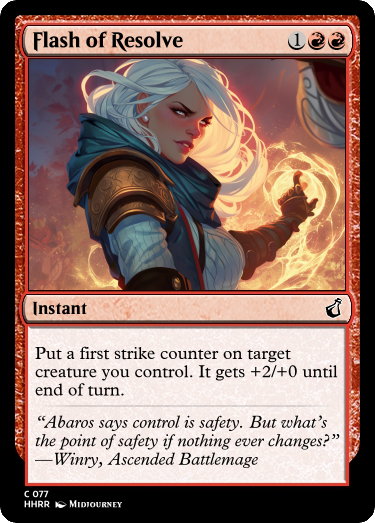 Flash of Resolve 1
Instant
Put a first strike counter on target
creature you control. It gets +2/+0 until
end of turn.
“Abaros says control is safety. But what’s
the point of safety if nothing ever changes?”
—Winry, Ascended Battlemage
C 077
HHRR Midjourney